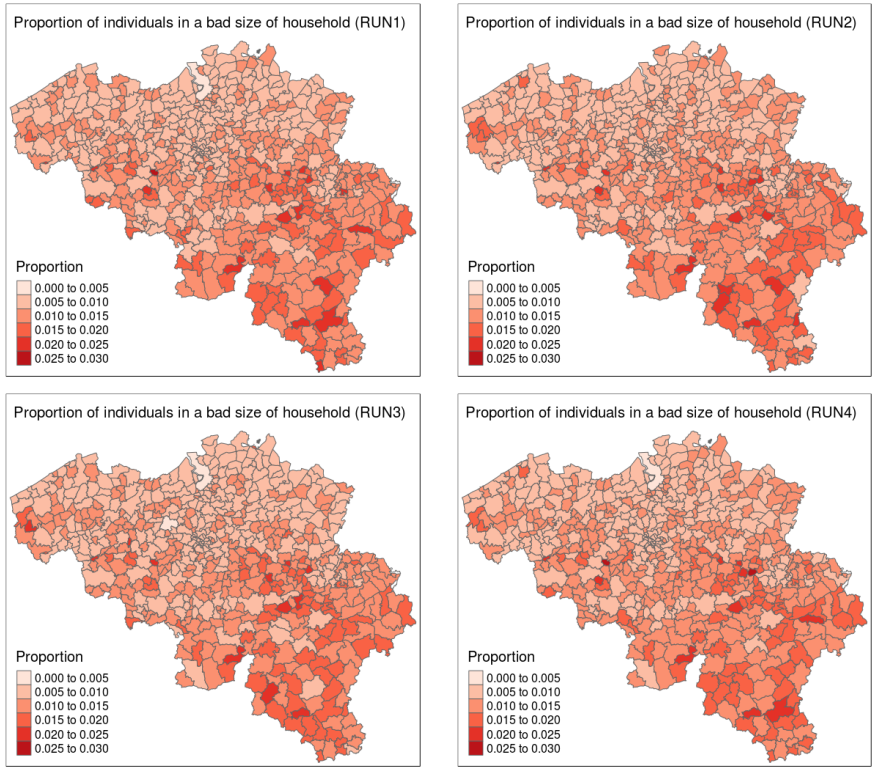 Proportion of individuals in a bad size of household (RUN1)
Proportion
0.000 to 0.005
0.005 to 0.010
0.010 to 0.015
0.015 to 0.020
0.020 to 0.025
0.025 to 0.030
Proportion of individuals in a bad size of household (RUN2)
Proportion
0.000 to 0.005
0.005 to 0.010
0.010 to 0.015
0.015 to 0.020
0.020 to 0.025
0.025 to 0.030
Proportion of individuals in a bad size of household (RUN3)
Proportion
0.000 to 0.005
0.005 to 0.010
0.010 to 0.015
0.015 to 0.020
0.020 to 0.025
0.025 to 0.030
Proportion of individuals in a bad size of household (RUN4)
Proportion
0.000 to 0.005
0.005 to 0.010
0.010 to 0.015
0.015 to 0.020
0.020 to 0.025
0.025 to 0.030